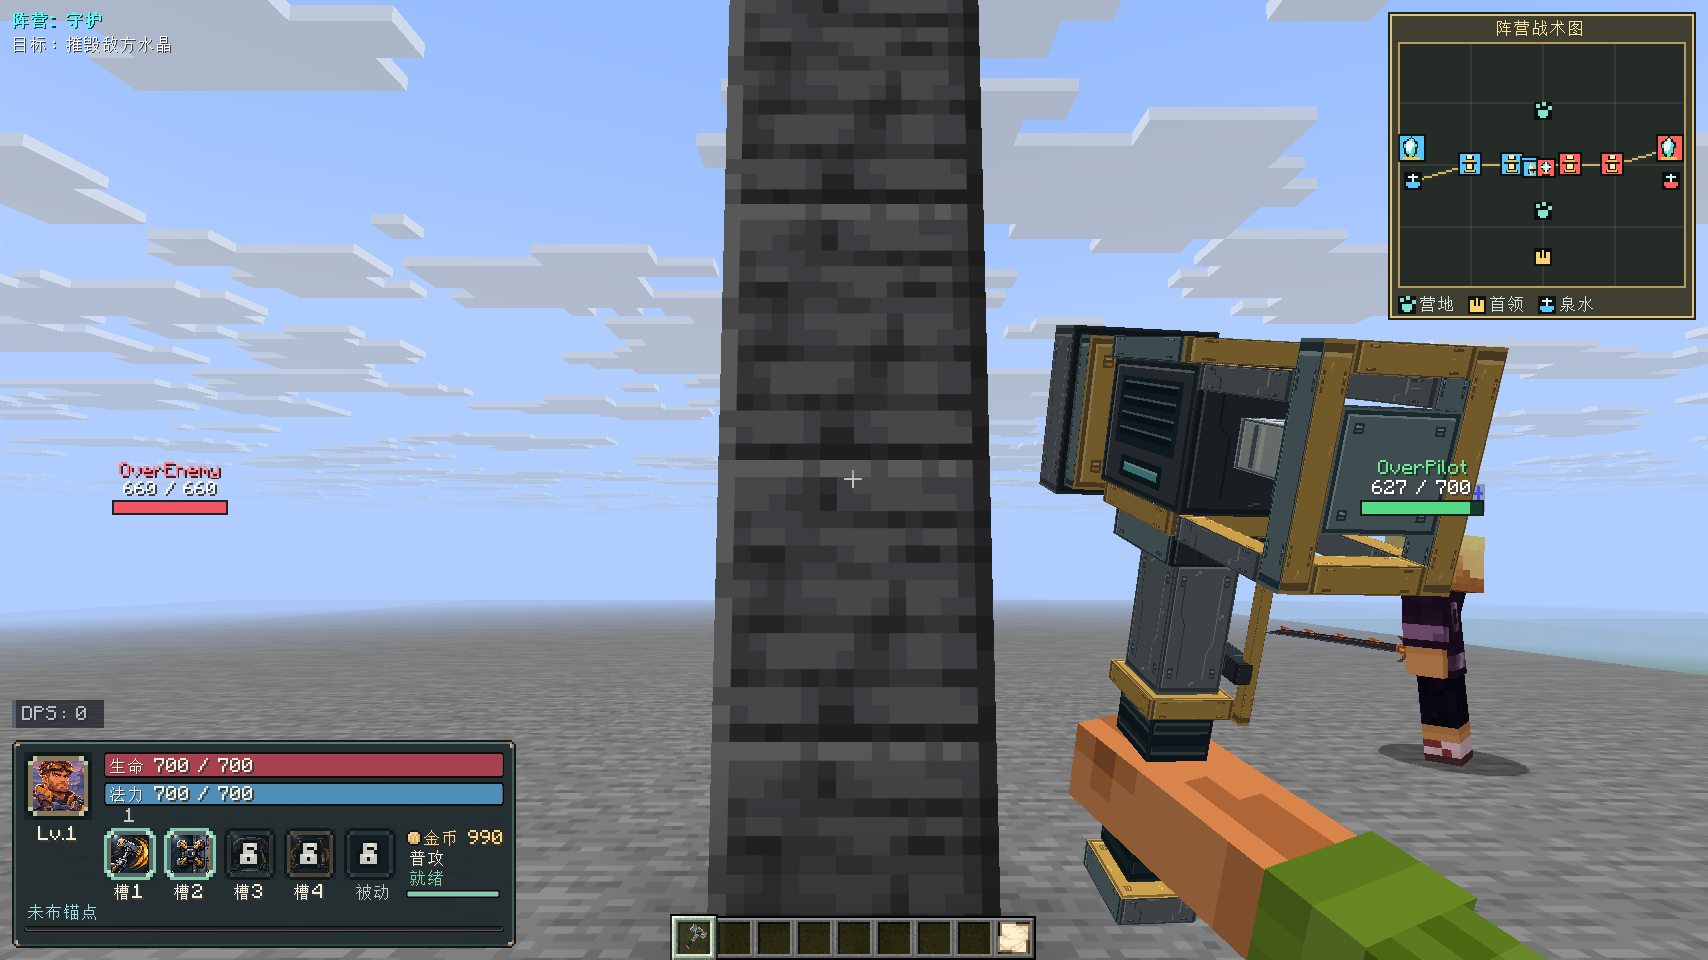 阵营: 守护
目标: 摧毁敌方水晶
阵营战术图
营地 首领 泉水
OverEnemy
660 / 660
OverPilot
627 / 700
DPS: 0
生命 700 / 700
法力 700 / 700
Lv.1
1
金币 990
普攻
就绪
槽1 槽2 槽3 槽4 被动
未布锚点